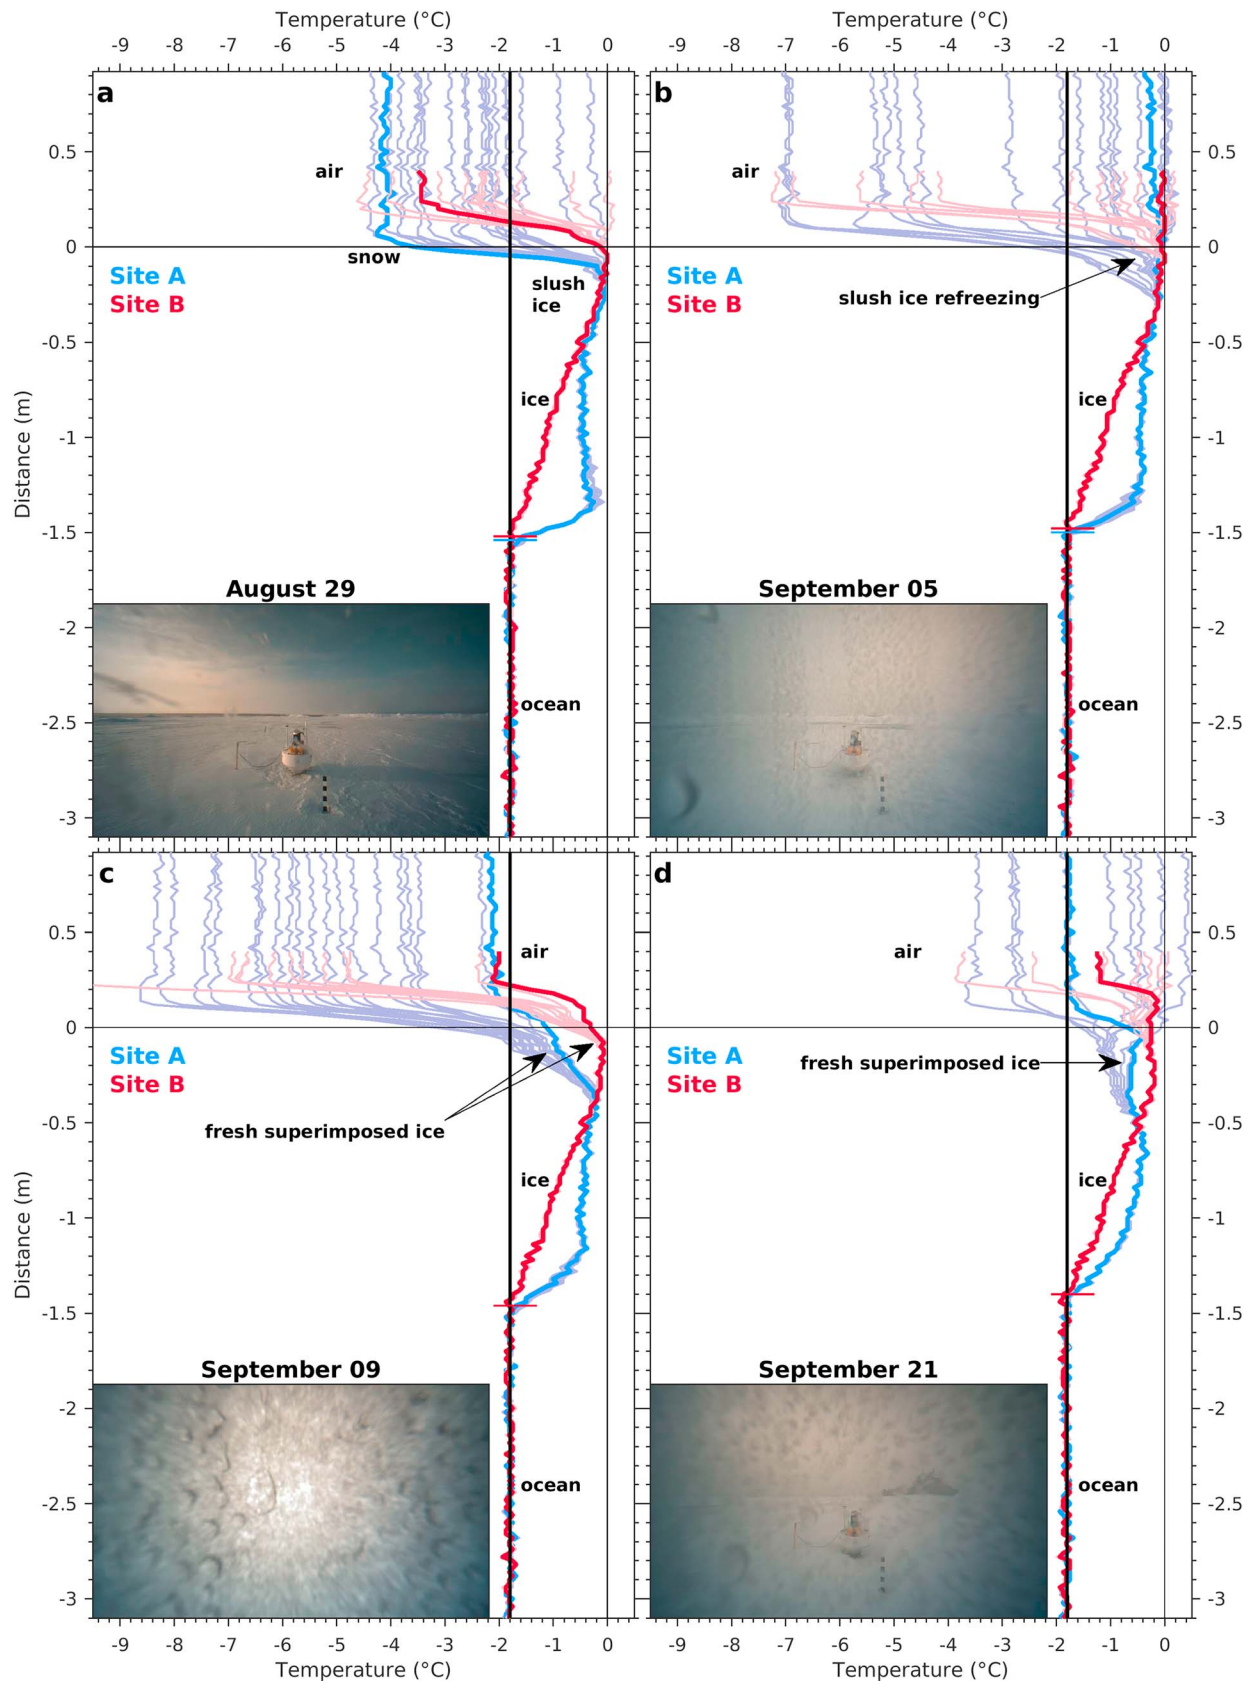 Temperature (°C)
Temperature (°C)
-9 -8 -7 -6 -5 -4 -3 -2 -1 0
-9 -8 -7 -6 -5 -4 -3 -2 -1 0
a
b
0.5
0.5
air
air
0
0
snow
Site A
Site B
slush
ice
Site A
Site B
slush ice refreezing
-0.5
-0.5
ice
ice
Distance (m)
-1
-1
-1.5
-1.5
August 29
September 05
-2
-2
ocean
ocean
-2.5
-2.5
-3
-3
c
d
0.5
0.5
air
air
0
0
Site A
Site B
Site A
Site B
fresh superimposed ice
fresh superimposed ice
-0.5
-0.5
ice
ice
Distance (m)
-1
-1
-1.5
-1.5
September 09
September 21
-2
-2
ocean
ocean
-2.5
-2.5
-3
-3
-9 -8 -7 -6 -5 -4 -3 -2 -1 0
-9 -8 -7 -6 -5 -4 -3 -2 -1 0
Temperature (°C)
Temperature (°C)